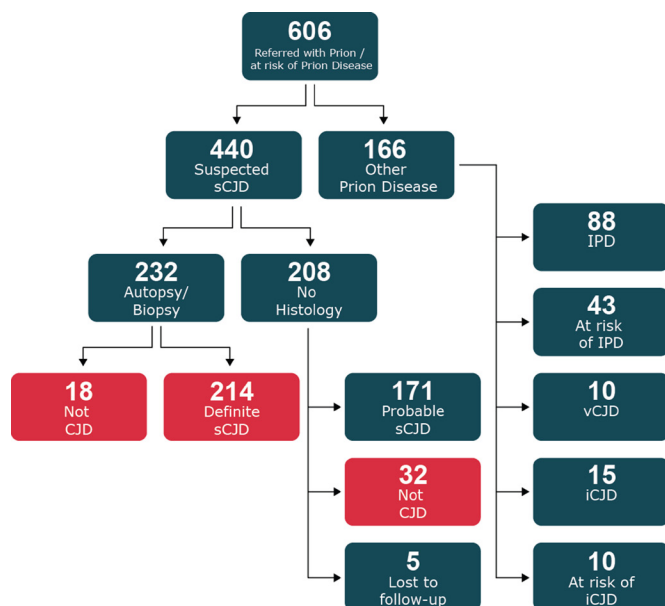 606
Referred with Prion /
at risk of Prion Disease
440
Suspected
sCJD
166
Other
Prion Disease
232
Autopsy/
Biopsy
208
No
Histology
18
Not
CJD
214
Definite
sCJD
171
Probable
sCJD
32
Not
CJD
5
Lost to
follow-up
88
IPD
43
At risk
of IPD
10
vCJD
15
iCJD
10
At risk of
iCJD